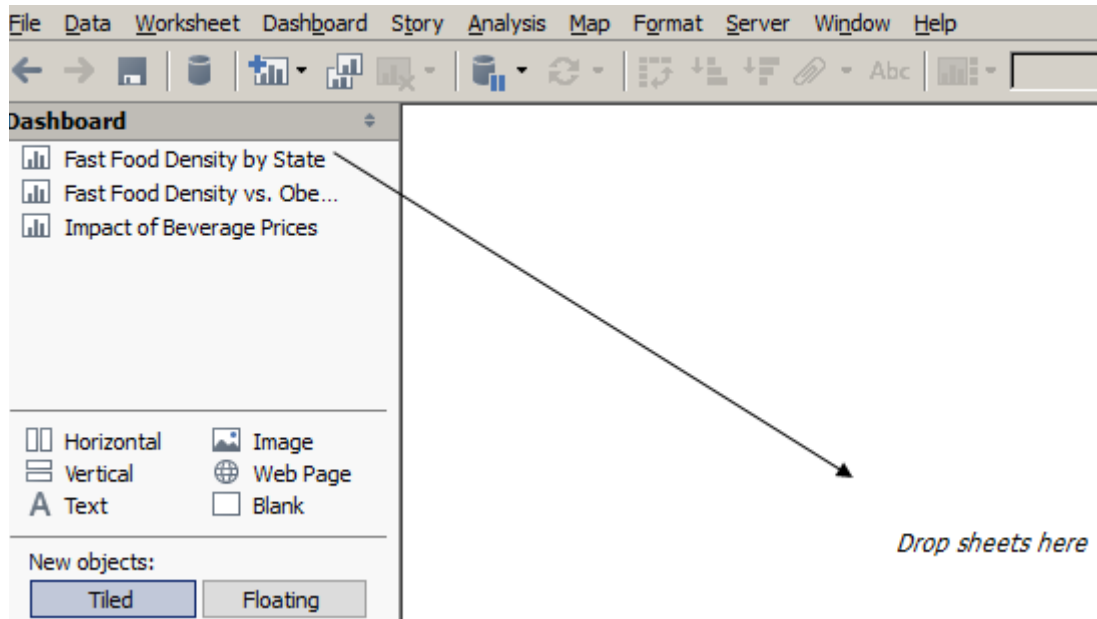 File Data Worksheet Dashboard Story Analysis Map Format Server Window Help
Abc
Dashboard
Fast Food Density by State
Fast Food Density vs. Obe...
Impact of Beverage Prices
Horizontal Image
Vertical Web Page
A Text Blank
Drop sheets here
New objects:
Tiled Floating